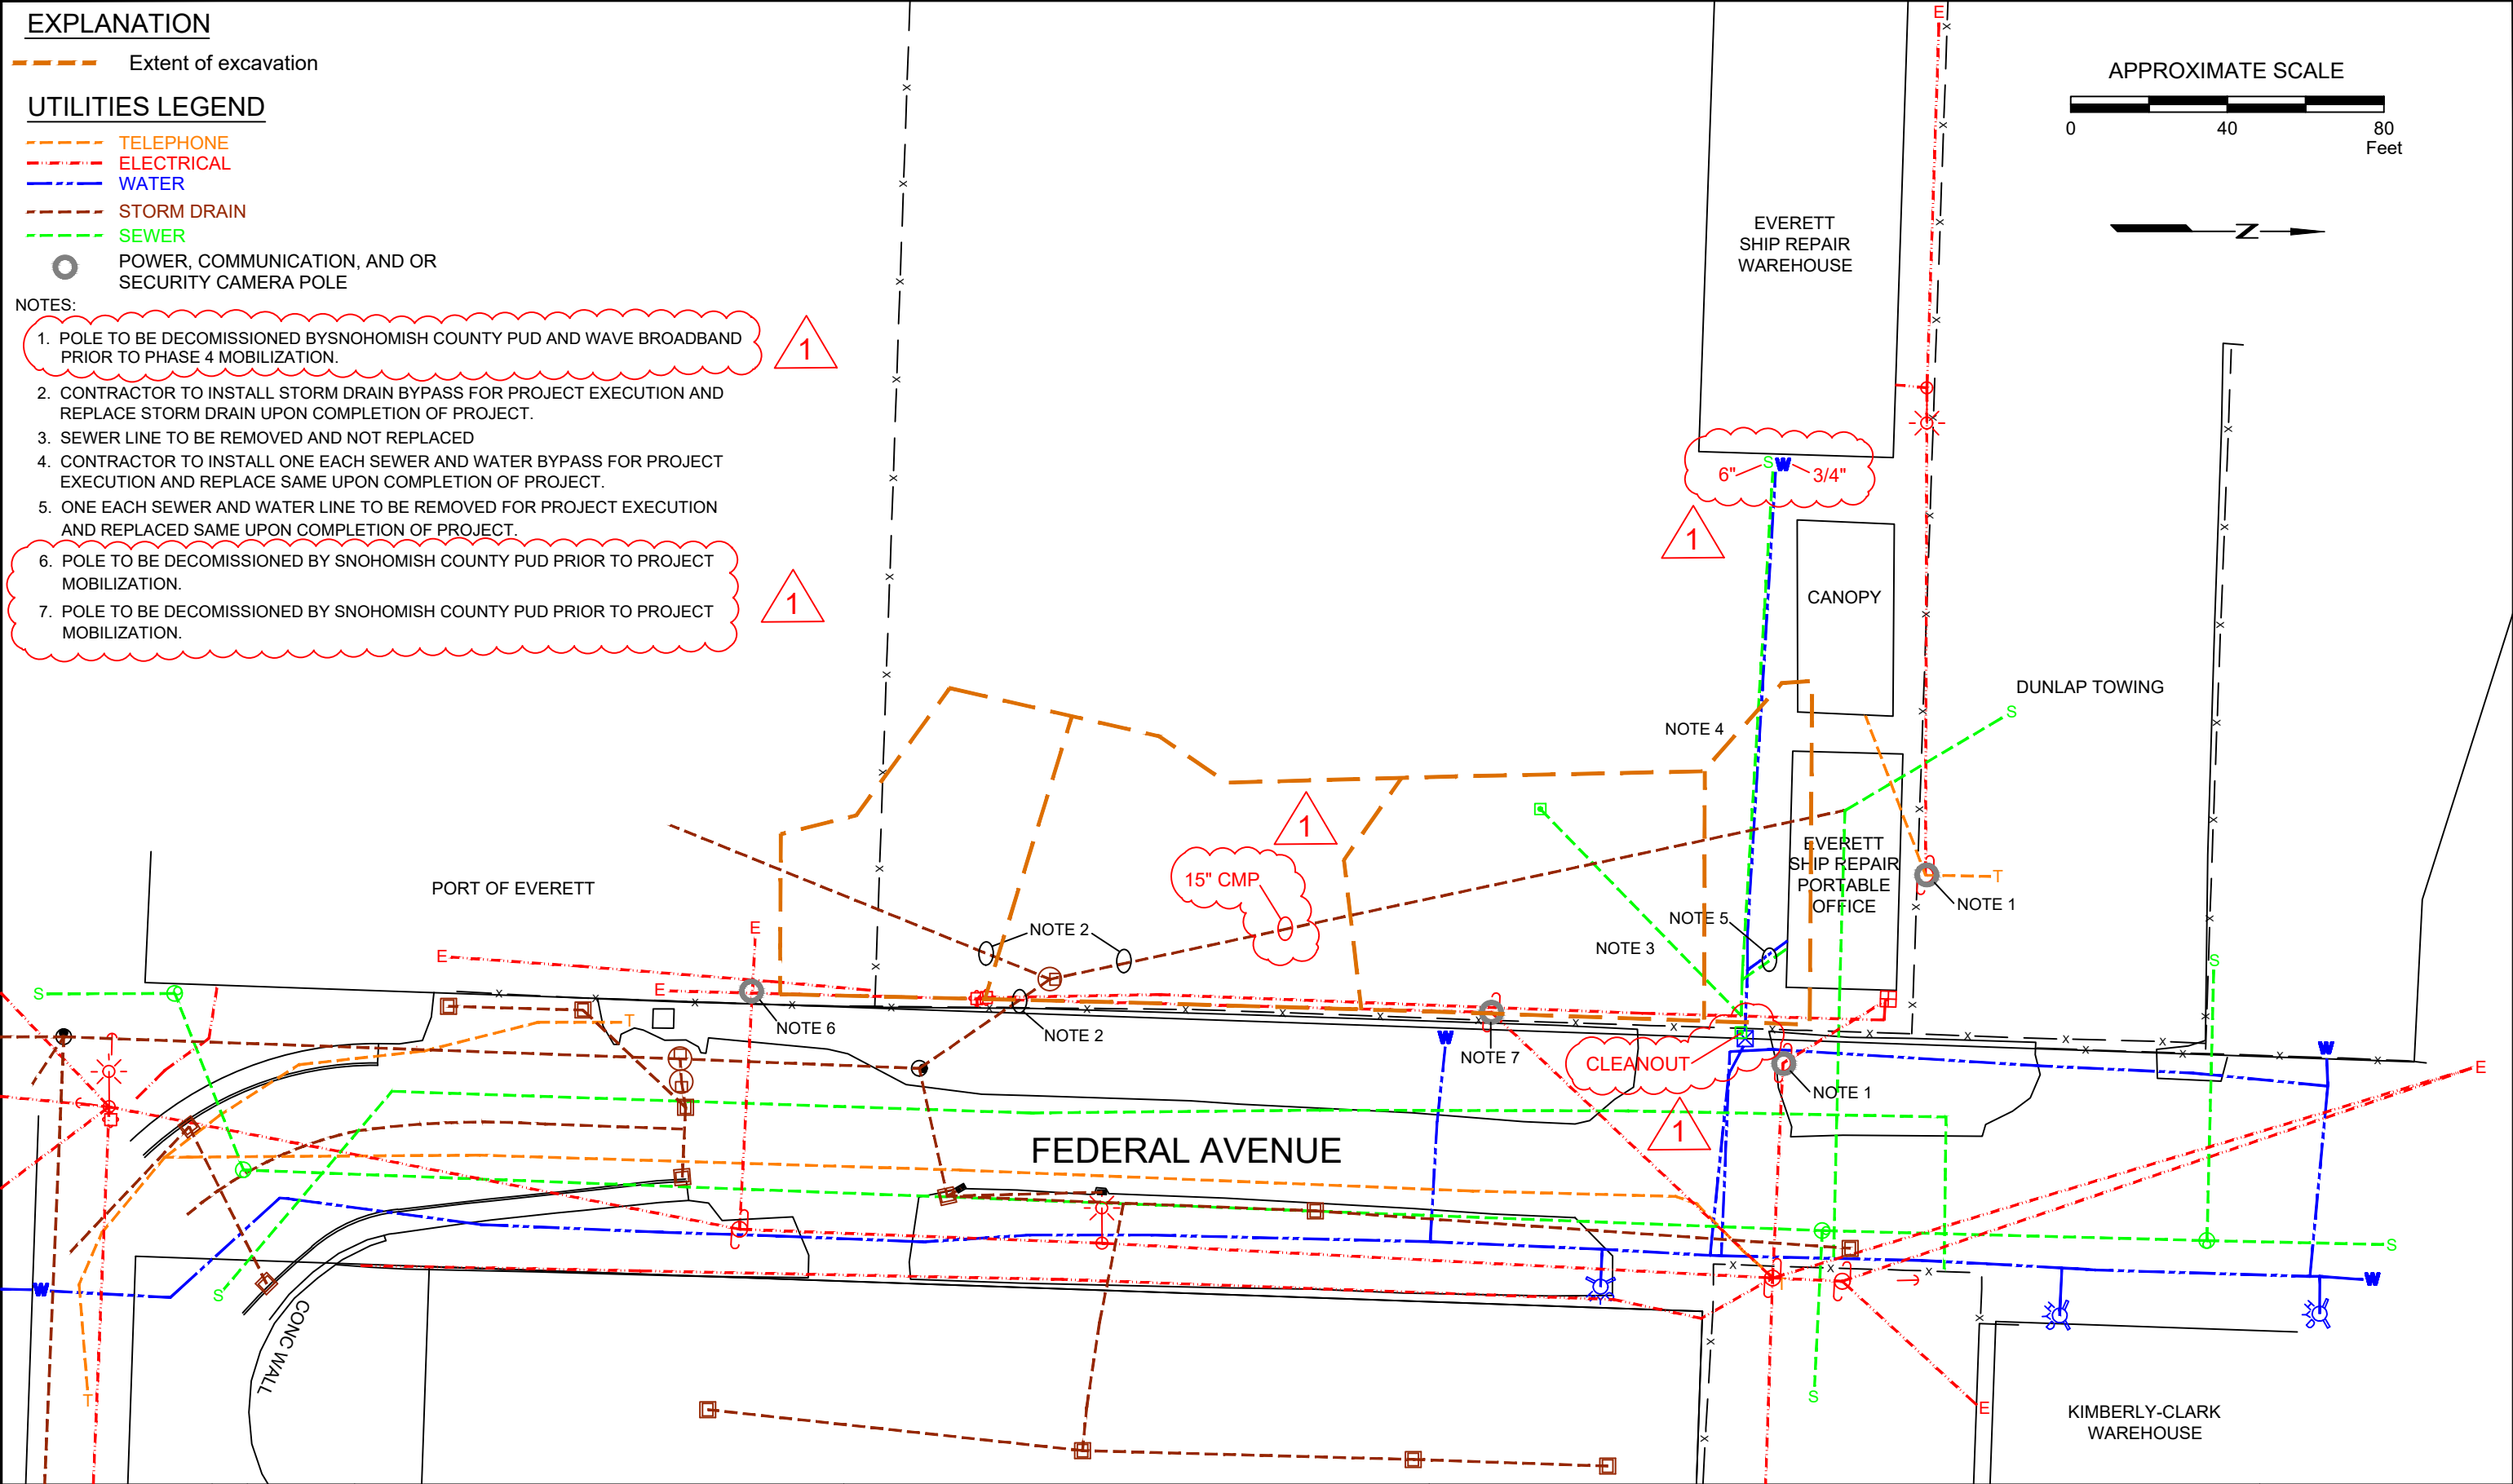 EXPLANATION
Extent of excavation
UTILITIES LEGEND
TELEPHONE
ELECTRICAL
WATER
STORM DRAIN
SEWER
POWER, COMMUNICATION, AND OR
SECURITY CAMERA POLE
NOTES:
1. POLE TO BE DECOMISSIONED BYSNOHOMISH COUNTY PUD AND WAVE BROADBAND
PRIOR TO PHASE 4 MOBILIZATION.
1
2. CONTRACTOR TO INSTALL STORM DRAIN BYPASS FOR PROJECT EXECUTION AND
REPLACE STORM DRAIN UPON COMPLETION OF PROJECT.
3. SEWER LINE TO BE REMOVED AND NOT REPLACED
4. CONTRACTOR TO INSTALL ONE EACH SEWER AND WATER BYPASS FOR PROJECT
EXECUTION AND REPLACE SAME UPON COMPLETION OF PROJECT.
5. ONE EACH SEWER AND WATER LINE TO BE REMOVED FOR PROJECT EXECUTION
AND REPLACED SAME UPON COMPLETION OF PROJECT.
6. POLE TO BE DECOMISSIONED BY SNOHOMISH COUNTY PUD PRIOR TO PROJECT
MOBILIZATION.
7. POLE TO BE DECOMISSIONED BY SNOHOMISH COUNTY PUD PRIOR TO PROJECT
MOBILIZATION.
1
APPROXIMATE SCALE
0 40 80
Feet
N
E
EVERETT
SHIP REPAIR
WAREHOUSE
6" S W 3/4"
1
CANOPY
DUNLAP TOWING
S
NOTE 4
1
15" CMP
EVERETT
SHIP REPAIR
PORTABLE
OFFICE
T
NOTE 1
PORT OF EVERETT
NOTE 5
NOTE 2
NOTE 3
E
E
E
S
S
NOTE 6
T
NOTE 2
NOTE 7
W
CLEANOUT
W
E
NOTE 1
1
FEDERAL AVENUE
S
W
S
W
T
HYD
HYD
CONC WALL
T
S
E
KIMBERLY-CLARK
WAREHOUSE